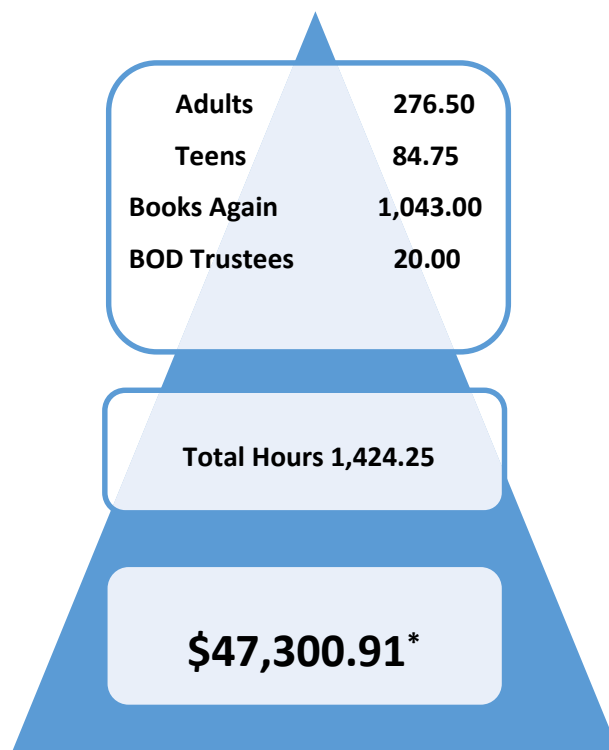 Adults 276.50
Teens 84.75
Books Again 1,043.00
BOD Trustees 20.00
Total Hours 1,424.25
$47,300.91*